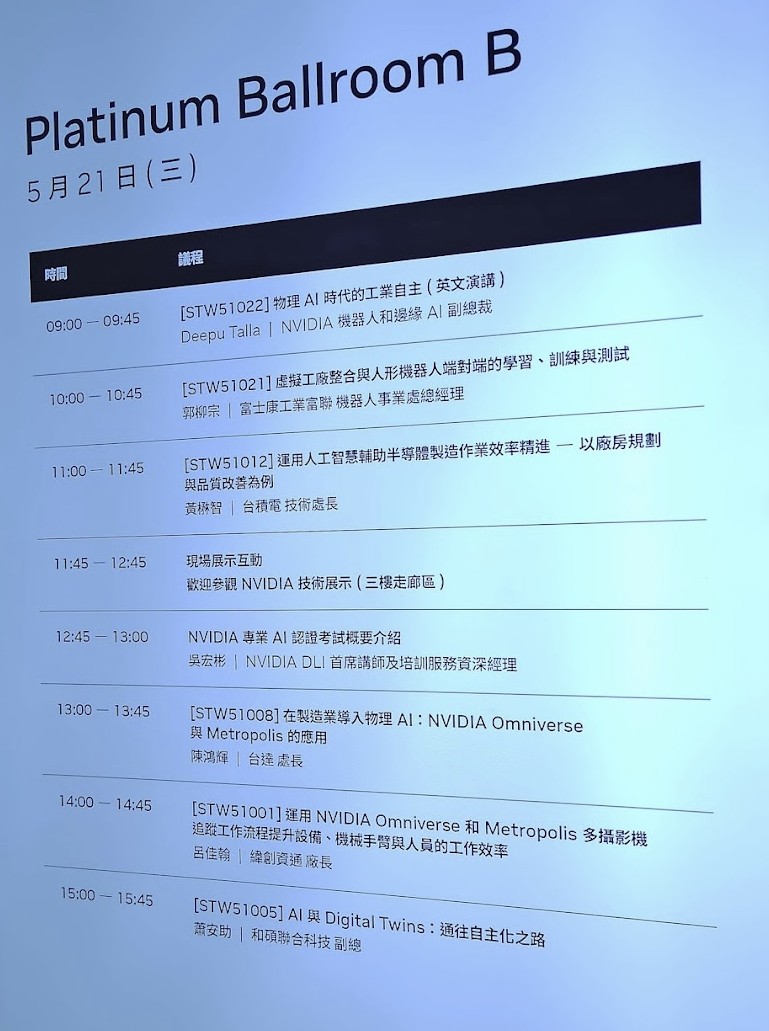 Platinum Ballroom B
5月21日(三)
時間 議程
09:00 — 09:45 [STW51022] 物理 AI 時代的工業自主 ( 英文演講 )
Deepu Talla | NVIDIA 機器人和邊緣 AI 副總裁
10:00 — 10:45 [STW51021] 虛擬工廠整合與人形機器人端對端的學習、訓練與測試
郭柳宗 | 富士康工業富聯 機器人事業處總經理
11:00 — 11:45 [STW51012] 運用人工智慧輔助半導體製造作業效率精進 — 以廠房規劃
與品質改善為例
黃楙智 | 台積電 技術處長
11:45 — 12:45 現場展示互動
歡迎參觀 NVIDIA 技術展示 ( 三樓走廊區 )
12:45 — 13:00 NVIDIA 專業 AI 認證考試概要介紹
吳宏彬 | NVIDIA DLI 首席講師及培訓服務資深經理
13:00 — 13:45 [STW51008] 在製造業導入物理 AI：NVIDIA Omniverse
與 Metropolis 的應用
陳鴻輝 | 台達 處長
14:00 — 14:45 [STW51001] 運用 NVIDIA Omniverse 和 Metropolis 多攝影機
追蹤工作流程提升設備、機械手臂與人員的工作效率
呂佳翰 | 緯創資通 廠長
15:00 — 15:45 [STW51005] AI 與 Digital Twins：通往自主化之路
蕭安助 | 和碩聯合科技 副總